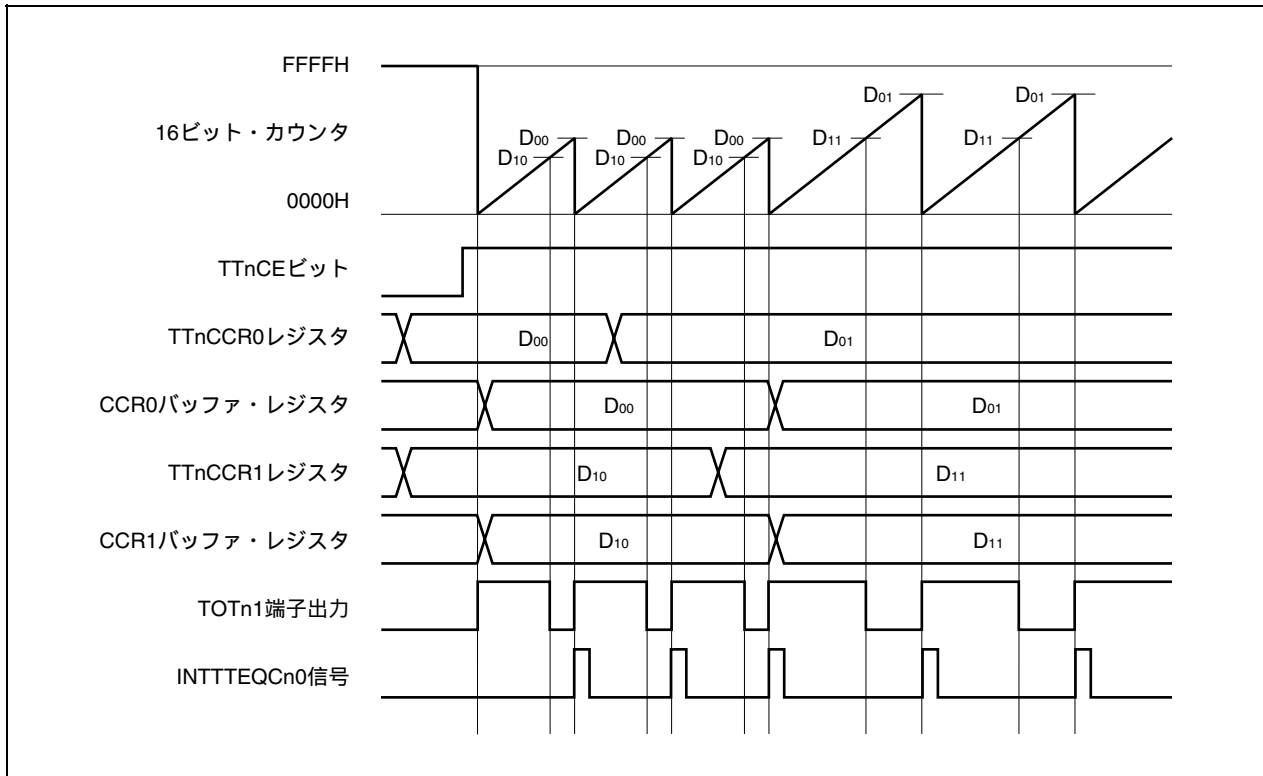 FFFFH
16ビット・カウンタ
0000H
D00 D00 D00 D01 D01
D10 D10 D10 D11 D11
TTnCEビット
TTnCCR0レジスタ D00 D01
CCR0バッファ・レジスタ D00 D01
TTnCCR1レジスタ D10 D11
CCR1バッファ・レジスタ D10 D11
TOTn1端子出力
INTTTEQCn0信号